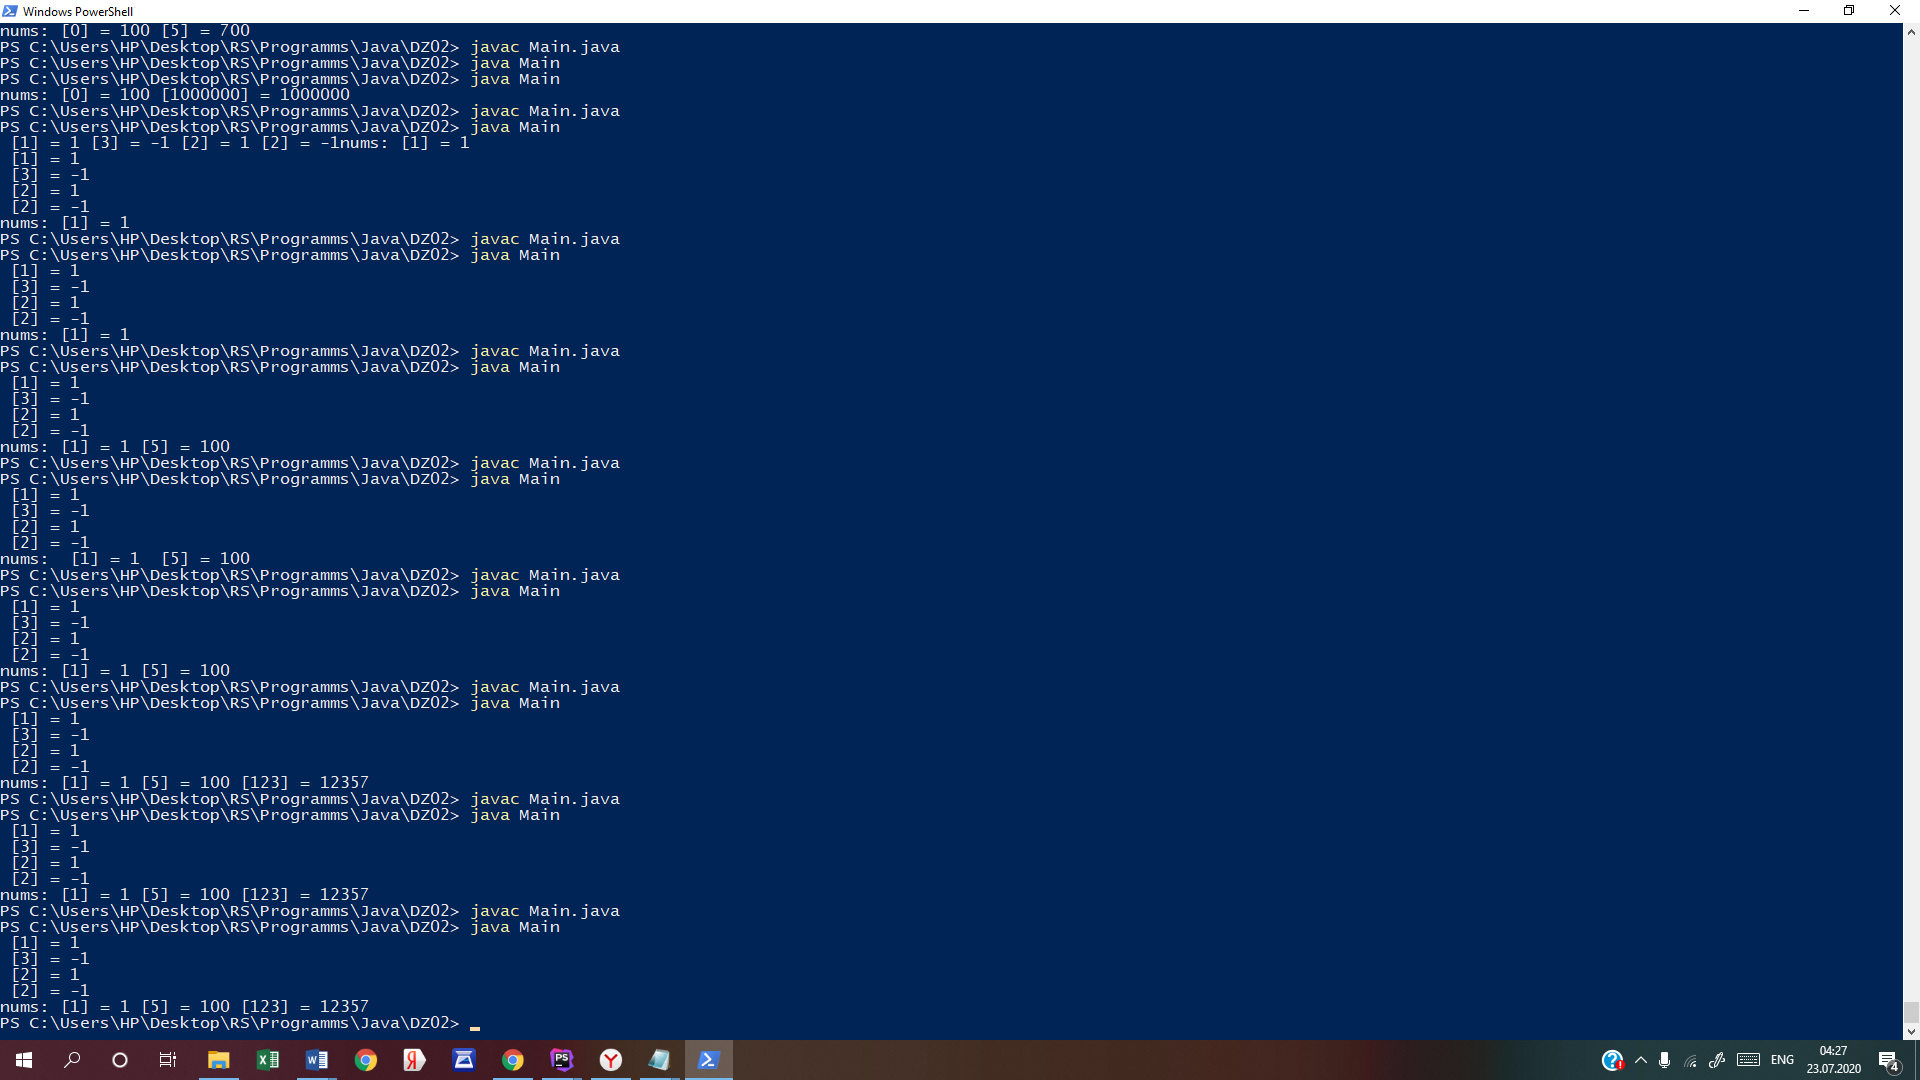 Windows PowerShell
nums: [0] = 100 [5] = 700
PS C:\Users\HP\Desktop\RS\Programms\Java\DZ02> javac Main.java
PS C:\Users\HP\Desktop\RS\Programms\Java\DZ02> java Main
PS C:\Users\HP\Desktop\RS\Programms\Java\DZ02> java Main
nums: [0] = 100 [1000000] = 1000000
PS C:\Users\HP\Desktop\RS\Programms\Java\DZ02> javac Main.java
PS C:\Users\HP\Desktop\RS\Programms\Java\DZ02> java Main
 [1] = 1 [3] = -1 [2] = 1 [2] = -1nums: [1] = 1
 [1] = 1
 [3] = -1
 [2] = 1
 [2] = -1
nums: [1] = 1
PS C:\Users\HP\Desktop\RS\Programms\Java\DZ02> javac Main.java
PS C:\Users\HP\Desktop\RS\Programms\Java\DZ02> java Main
 [1] = 1
 [3] = -1
 [2] = 1
 [2] = -1
nums: [1] = 1
PS C:\Users\HP\Desktop\RS\Programms\Java\DZ02> javac Main.java
PS C:\Users\HP\Desktop\RS\Programms\Java\DZ02> java Main
 [1] = 1
 [3] = -1
 [2] = 1
 [2] = -1
nums: [1] = 1 [5] = 100
PS C:\Users\HP\Desktop\RS\Programms\Java\DZ02> javac Main.java
PS C:\Users\HP\Desktop\RS\Programms\Java\DZ02> java Main
 [1] = 1
 [3] = -1
 [2] = 1
 [2] = -1
nums:  [1] = 1  [5] = 100
PS C:\Users\HP\Desktop\RS\Programms\Java\DZ02> javac Main.java
PS C:\Users\HP\Desktop\RS\Programms\Java\DZ02> java Main
 [1] = 1
 [3] = -1
 [2] = 1
 [2] = -1
nums: [1] = 1 [5] = 100
PS C:\Users\HP\Desktop\RS\Programms\Java\DZ02> javac Main.java
PS C:\Users\HP\Desktop\RS\Programms\Java\DZ02> java Main
 [1] = 1
 [3] = -1
 [2] = 1
 [2] = -1
nums: [1] = 1 [5] = 100 [123] = 12357
PS C:\Users\HP\Desktop\RS\Programms\Java\DZ02> javac Main.java
PS C:\Users\HP\Desktop\RS\Programms\Java\DZ02> java Main
 [1] = 1
 [3] = -1
 [2] = 1
 [2] = -1
nums: [1] = 1 [5] = 100 [123] = 12357
PS C:\Users\HP\Desktop\RS\Programms\Java\DZ02> javac Main.java
PS C:\Users\HP\Desktop\RS\Programms\Java\DZ02> java Main
 [1] = 1
 [3] = -1
 [2] = 1
 [2] = -1
nums: [1] = 1 [5] = 100 [123] = 12357
PS C:\Users\HP\Desktop\RS\Programms\Java\DZ02>
ENG
04:27
23.07.2020
4